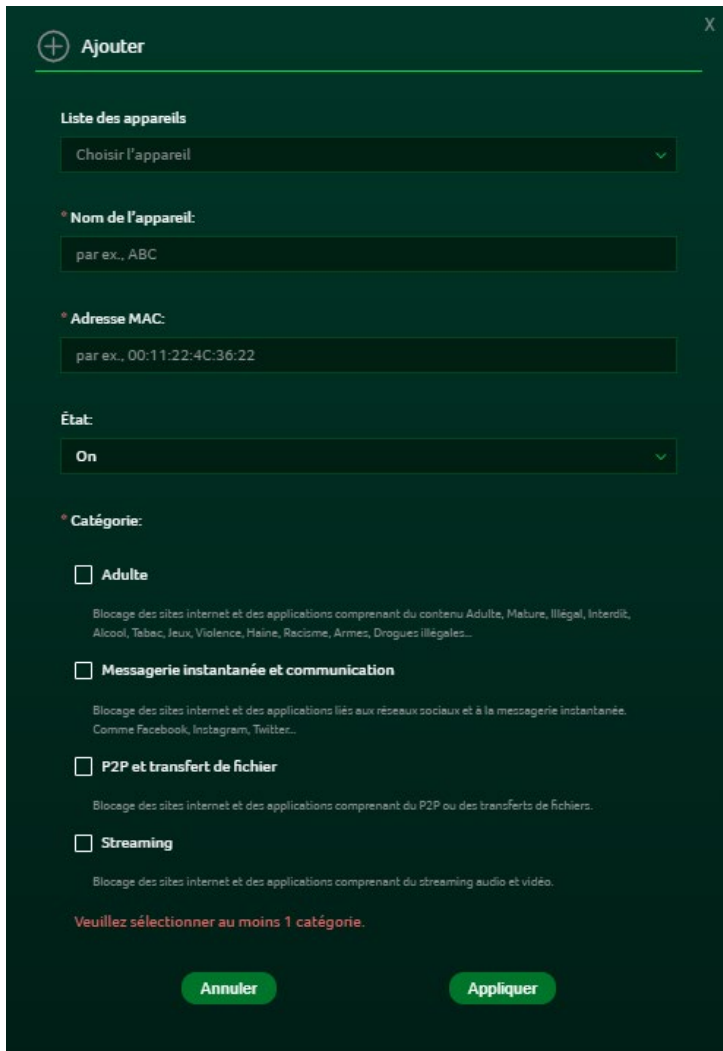 X
Ajouter
Liste des appareils
Choisir l'appareil
* Nom de l'appareil:
par ex., ABC
* Adresse MAC:
par ex., 00:11:22:4C:36:22
État:
On
* Catégorie:
Adulte
Blocage des sites internet et des applications comprenant du contenu Adulte, Mature, Illégal, Interdit,
Alcool, Tabac, Jeux, Violence, Haine, Racisme, Armes, Drogues illégales...
Messagerie instantanée et communication
Blocage des sites internet et des applications liés aux réseaux sociaux et à la messagerie instantanée.
Comme Facebook, Instagram, Twitter...
P2P et transfert de fichier
Blocage des sites internet et des applications comprenant du P2P ou des transferts de fichiers.
Streaming
Blocage des sites internet et des applications comprenant du streaming audio et vidéo.
Veuillez sélectionner au moins 1 catégorie.
Annuler Appliquer